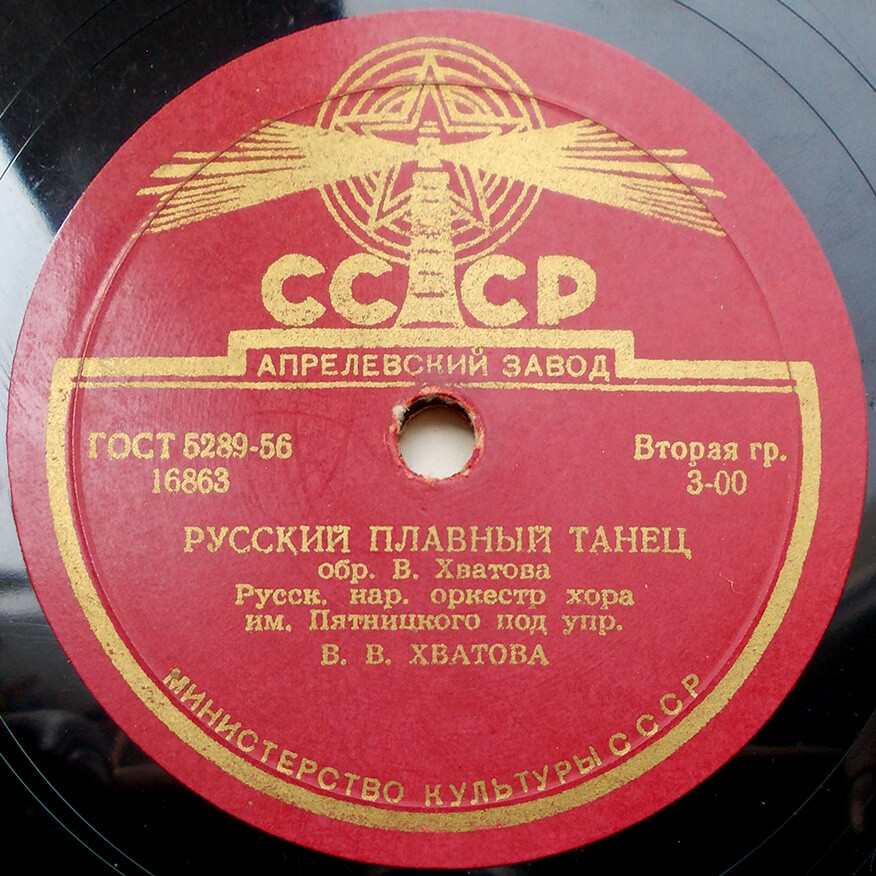 СССР
АПРЕЛЕВСКИЙ ЗАВОД
ГОСТ 5289-56
16863
Вторая гр.
3-00
РУССКИЙ ПЛАВНЫЙ ТАНЕЦ
обр. В. Хватова
Русск. нар. оркестр хора
им. Пятницкого под упр.
В. В. ХВАТОВА
МИНИСТЕРСТВО КУЛЬТУРЫ СССР